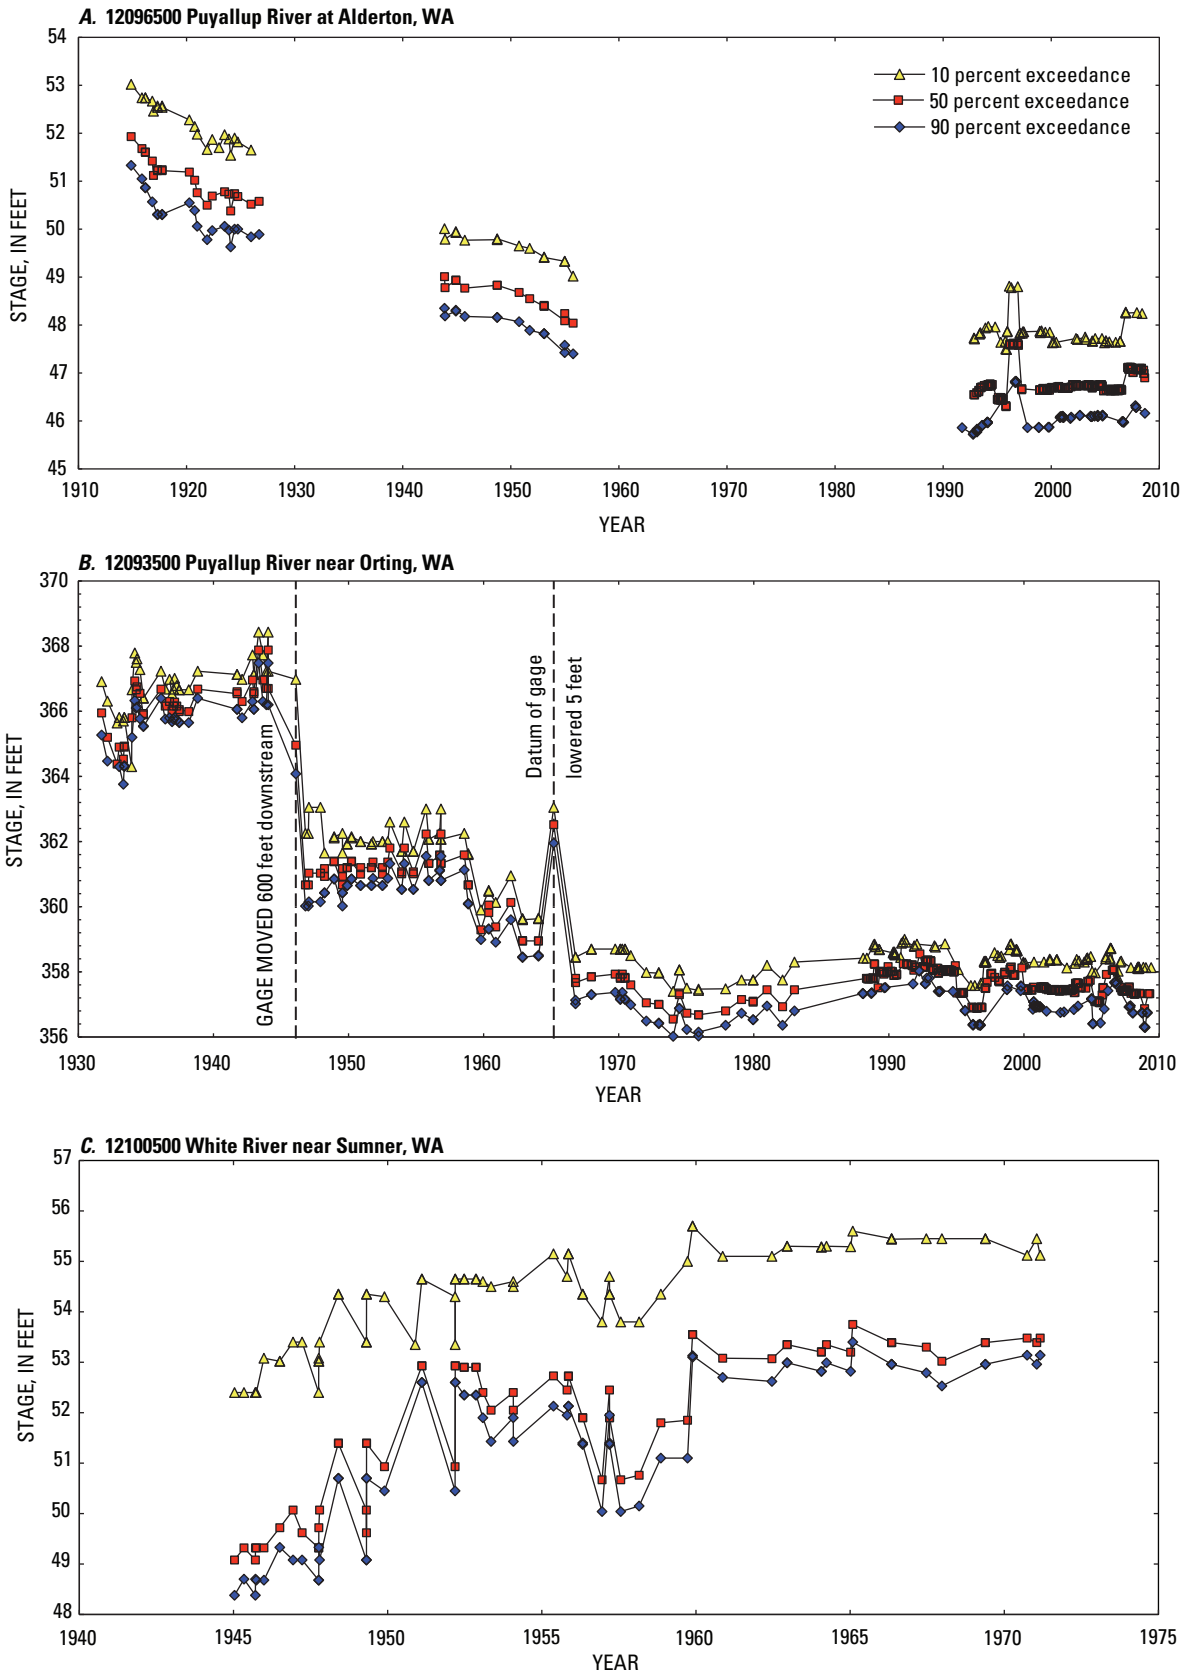 A. 12096500 Puyallup River at Alderton, WA
54
53
52
51
50
49
48
47
46
45
STAGE, IN FEET
10 percent exceedance
50 percent exceedance
90 percent exceedance
1910 1920 1930 1940 1950 1960 1970 1980 1990 2000 2010
YEAR
B. 12093500 Puyallup River near Orting, WA
370
368
366
364
362
360
358
356
STAGE, IN FEET
GAGE MOVED 600 feet downstream
Datum of gage
lowered 5 feet
1930 1940 1950 1960 1970 1980 1990 2000 2010
YEAR
C. 12100500 White River near Sumner, WA
57
56
55
54
53
52
51
50
49
48
STAGE, IN FEET
1940 1945 1950 1955 1960 1965 1970 1975
YEAR